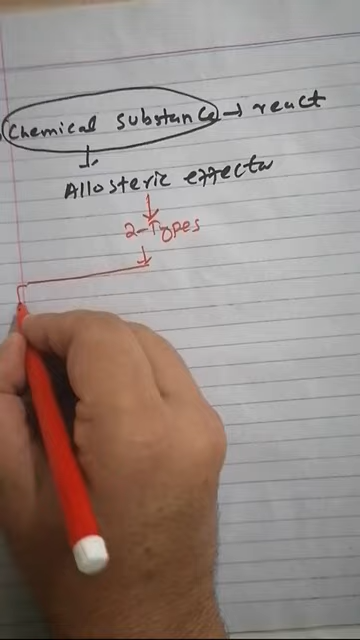 Chemical substance → react
↓
Allosteric effector
↓
2-Types
↓